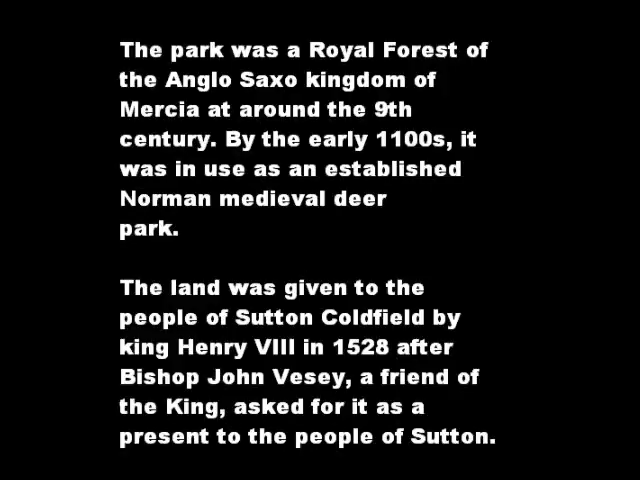 The park was a Royal Forest of
the Anglo Saxo kingdom of
Mercia at around the 9th
century. By the early 1100s, it
was in use as an established
Norman medieval deer
park.
The land was given to the
people of Sutton Coldfield by
king Henry VIII in 1528 after
Bishop John Vesey, a friend of
the King, asked for it as a
present to the people of Sutton.